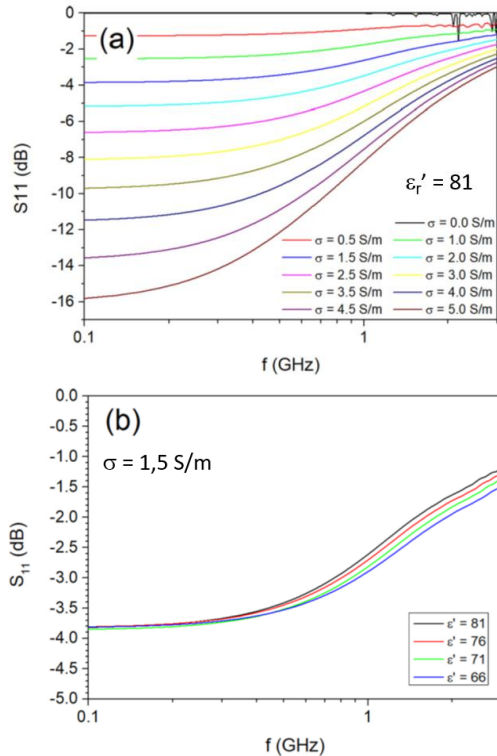 (a)
0
-2
-4
-6
-8
-10
-12
-14
-16
S11 (dB)
εr' = 81
σ = 0.0 S/m
σ = 0.5 S/m σ = 1.0 S/m
σ = 1.5 S/m σ = 2.0 S/m
σ = 2.5 S/m σ = 3.0 S/m
σ = 3.5 S/m σ = 4.0 S/m
σ = 4.5 S/m σ = 5.0 S/m
0.1 1
f (GHz)
(b)
σ = 1,5 S/m
0.0
-0.5
-1.0
-1.5
-2.0
-2.5
-3.0
-3.5
-4.0
-4.5
-5.0
S11 (dB)
ε' = 81
ε' = 76
ε' = 71
ε' = 66
0.1 1
f (GHz)